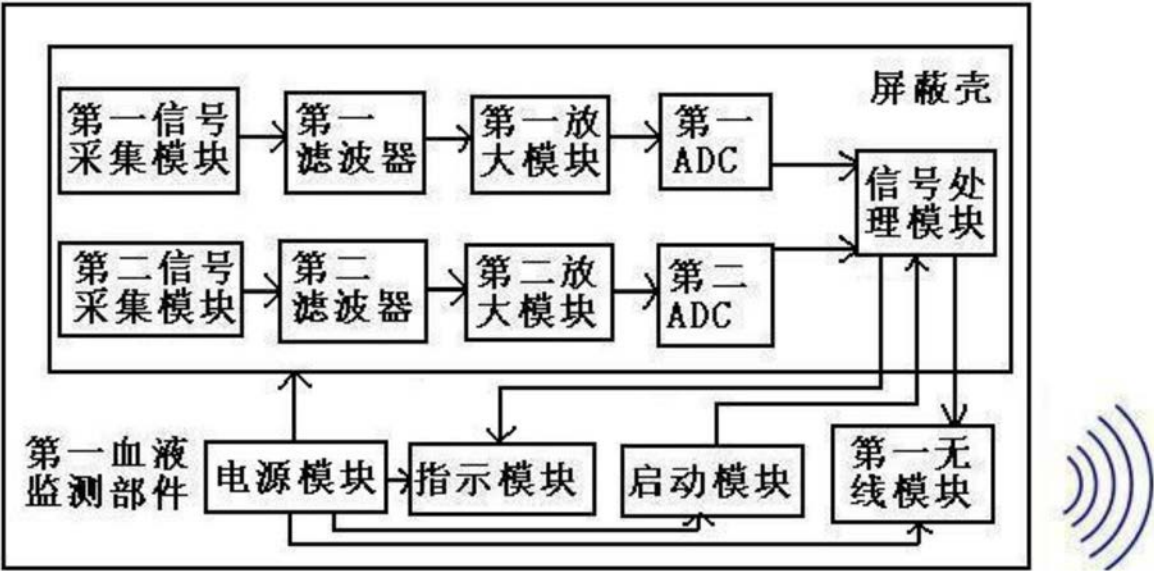 屏蔽壳
第一信号
采集模块
第一
滤波器
第一放
大模块
第一
ADC
信号处
理模块
第二信号
采集模块
第二
滤波器
第二放
大模块
第二
ADC
第一血液
监测部件
电源模块
指示模块
启动模块
第一无
线模块